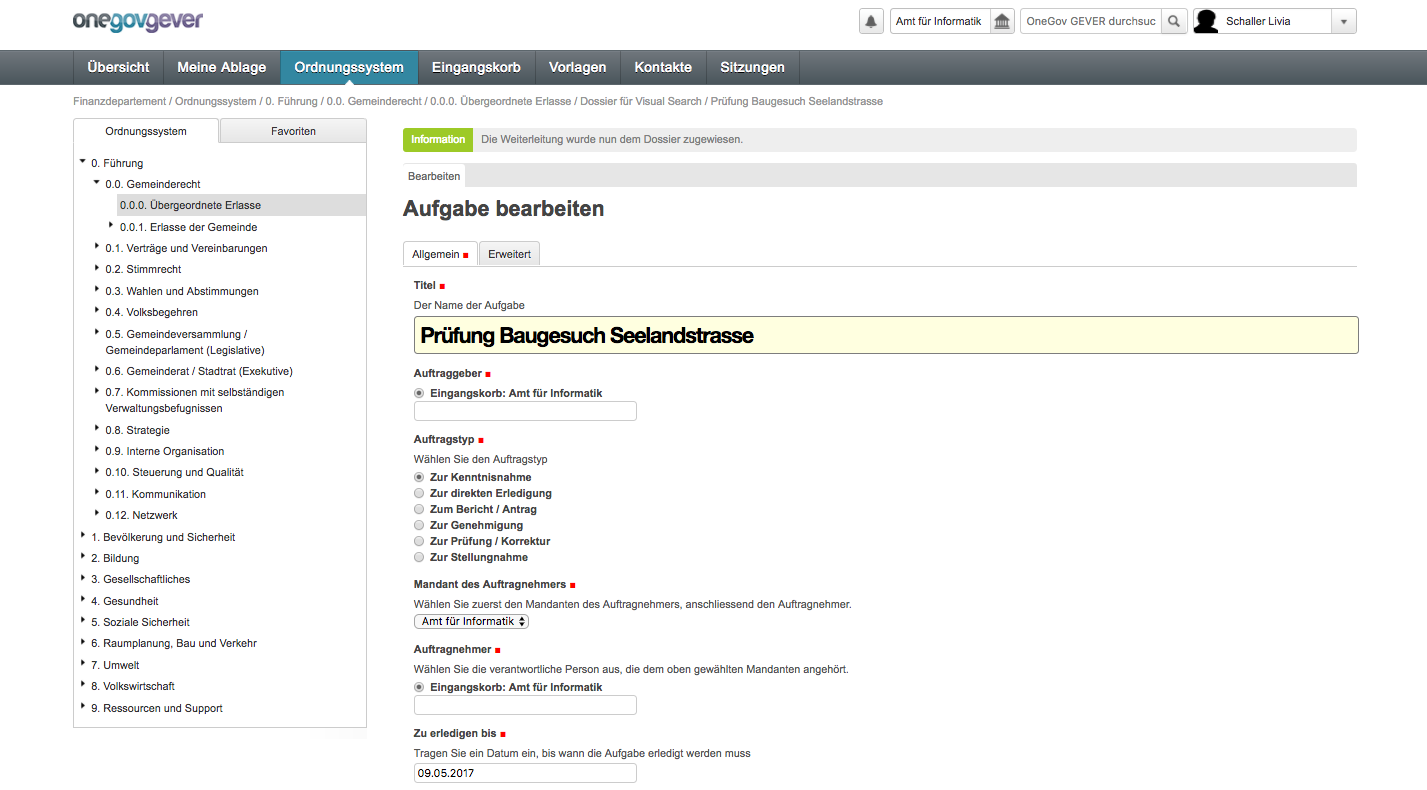 onegovgever
Amt für Informatik
OneGov GEVER durchsuc
Schaller Livia
Übersicht
Meine Ablage
Ordnungssystem
Eingangskorb
Vorlagen
Kontakte
Sitzungen
Finanzdepartement / Ordnungssystem / 0. Führung / 0.0. Gemeinderecht / 0.0.0. Übergeordnete Erlasse / Dossier für Visual Search / Prüfung Baugesuch Seelandstrasse
Ordnungssystem
Favoriten
0. Führung
0.0. Gemeinderecht
0.0.0. Übergeordnete Erlasse
0.0.1. Erlasse der Gemeinde
0.1. Verträge und Vereinbarungen
0.2. Stimmrecht
0.3. Wahlen und Abstimmungen
0.4. Volksbegehren
0.5. Gemeindeversammlung /
Gemeindeparlament (Legislative)
0.6. Gemeinderat / Stadtrat (Exekutive)
0.7. Kommissionen mit selbständigen
Verwaltungsbefugnissen
0.8. Strategie
0.9. Interne Organisation
0.10. Steuerung und Qualität
0.11. Kommunikation
0.12. Netzwerk
1. Bevölkerung und Sicherheit
2. Bildung
3. Gesellschaftliches
4. Gesundheit
5. Soziale Sicherheit
6. Raumplanung, Bau und Verkehr
7. Umwelt
8. Volkswirtschaft
9. Ressourcen und Support
Information
Die Weiterleitung wurde nun dem Dossier zugewiesen.
Bearbeiten
Aufgabe bearbeiten
Allgemein
Erweitert
Titel
Der Name der Aufgabe
Prüfung Baugesuch Seelandstrasse
Auftraggeber
Eingangskorb: Amt für Informatik
Auftragstyp
Wählen Sie den Auftragstyp
Zur Kenntnisnahme
Zur direkten Erledigung
Zum Bericht / Antrag
Zur Genehmigung
Zur Prüfung / Korrektur
Zur Stellungnahme
Mandant des Auftragnehmers
Wählen Sie zuerst den Mandanten des Auftragnehmers, anschliessend den Auftragnehmer.
Amt für Informatik
Auftragnehmer
Wählen Sie die verantwortliche Person aus, die dem oben gewählten Mandanten angehört.
Eingangskorb: Amt für Informatik
Zu erledigen bis
Tragen Sie ein Datum ein, bis wann die Aufgabe erledigt werden muss
09.05.2017